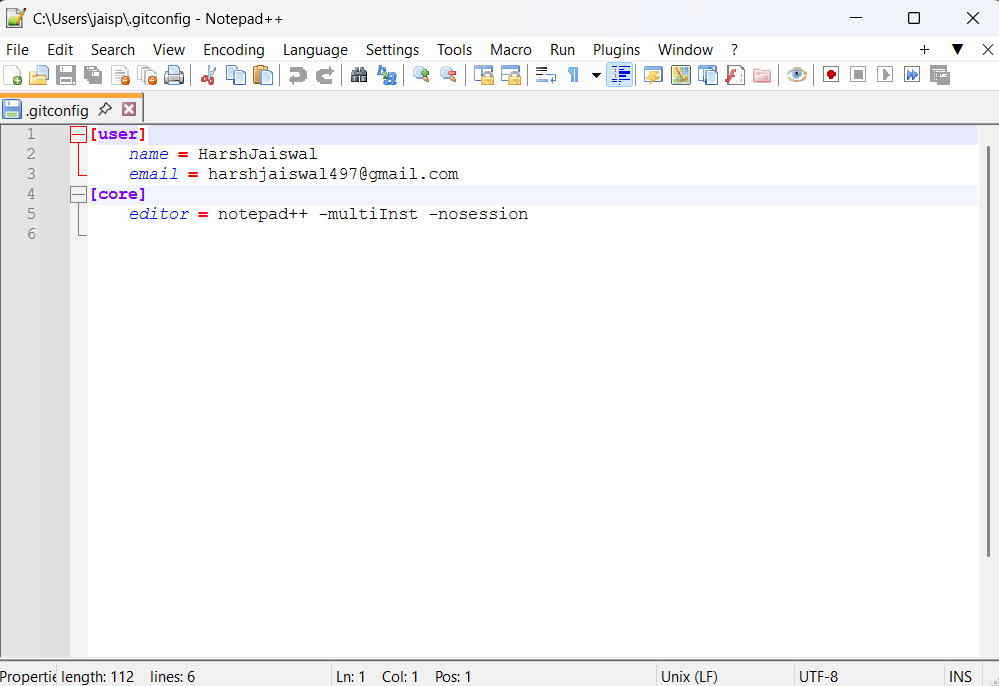 C:\Users\jaisp\.gitconfig - Notepad++
File Edit Search View Encoding Language Settings Tools Macro Run Plugins Window ? + ▼ X
.gitconfig
1 [user]
2 name = HarshJaiswal
3 email = harshjaiswal497@gmail.com
4 [core]
5 editor = notepad++ -multiInst -nosession
6
Propertie length: 112 lines: 6 Ln: 1 Col: 1 Pos: 1 Unix (LF) UTF-8 INS